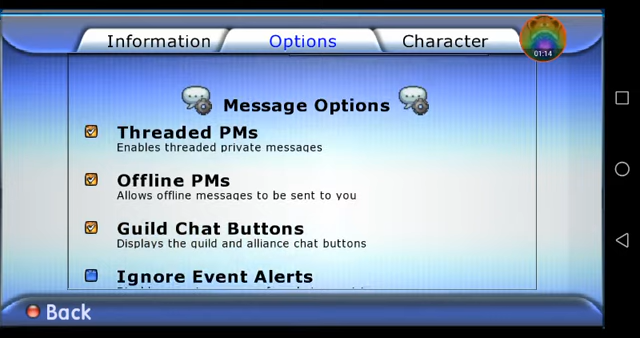 Information
Options
Character
01:14
Message Options
Threaded PMs
Enables threaded private messages
Offline PMs
Allows offline messages to be sent to you
Guild Chat Buttons
Displays the guild and alliance chat buttons
Ignore Event Alerts
Back